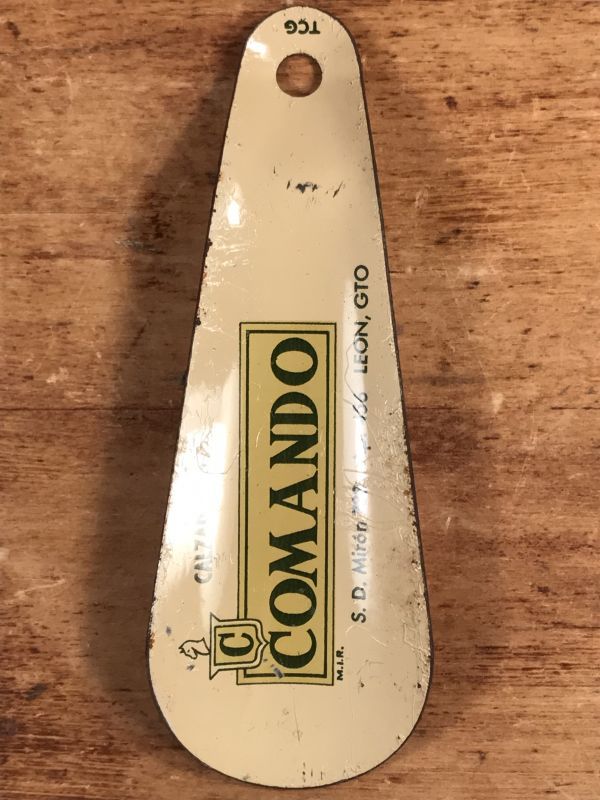 TCG
C
COMANDO
M.I.R.
S. D. Mirón LEON, GTO